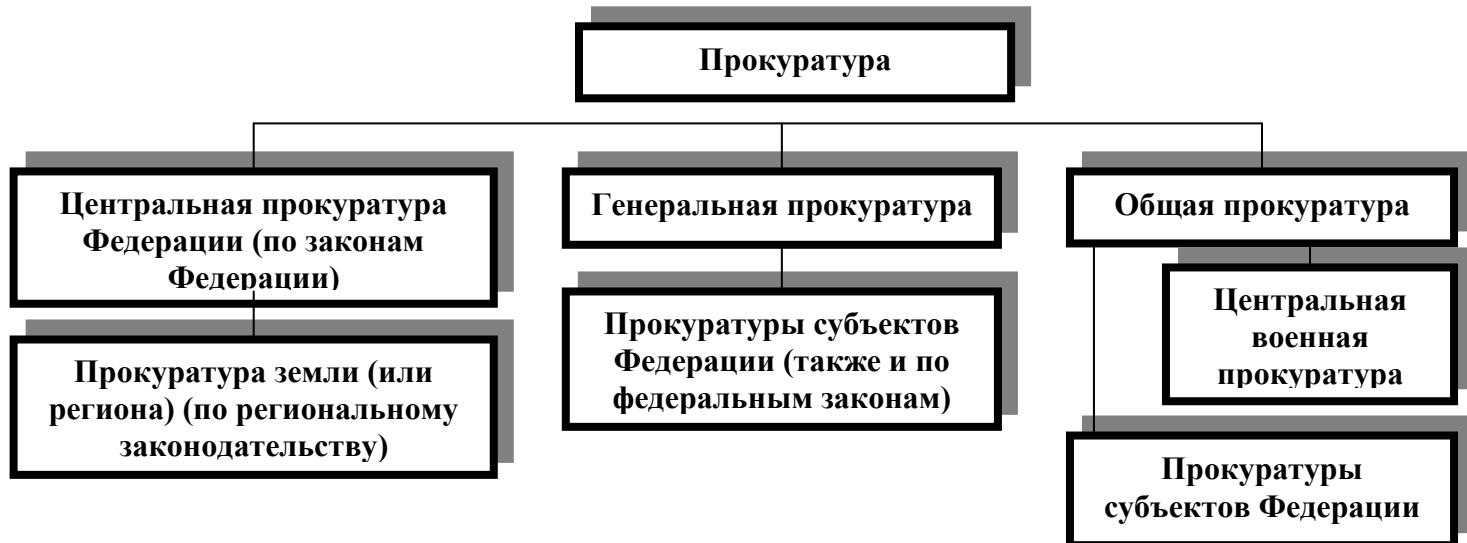 Прокуратура
Центральная прокуратура
Федерации (по законам
Федерации)
Генеральная прокуратура
Общая прокуратура
Прокуратура земли (или
региона) (по региональному
законодательству)
Прокуратуры субъектов
Федерации (также и по
федеральным законам)
Центральная
военная
прокуратура
Прокуратуры
субъектов Федерации